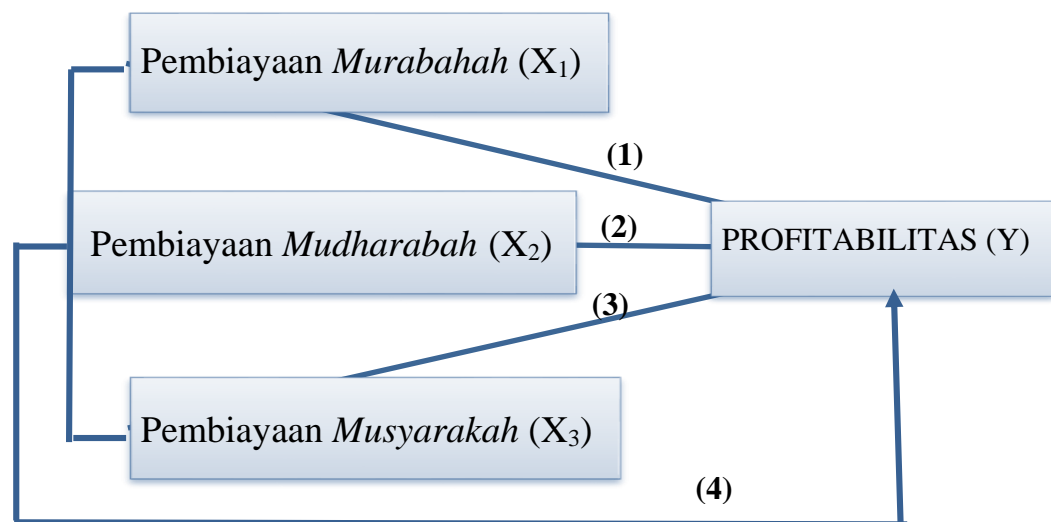 Pembiayaan Murabahah (X₁)
(1)
Pembiayaan Mudharabah (X₂)
(2)
PROFITABILITAS (Y)
(3)
Pembiayaan Musyarakah (X₃)
(4)